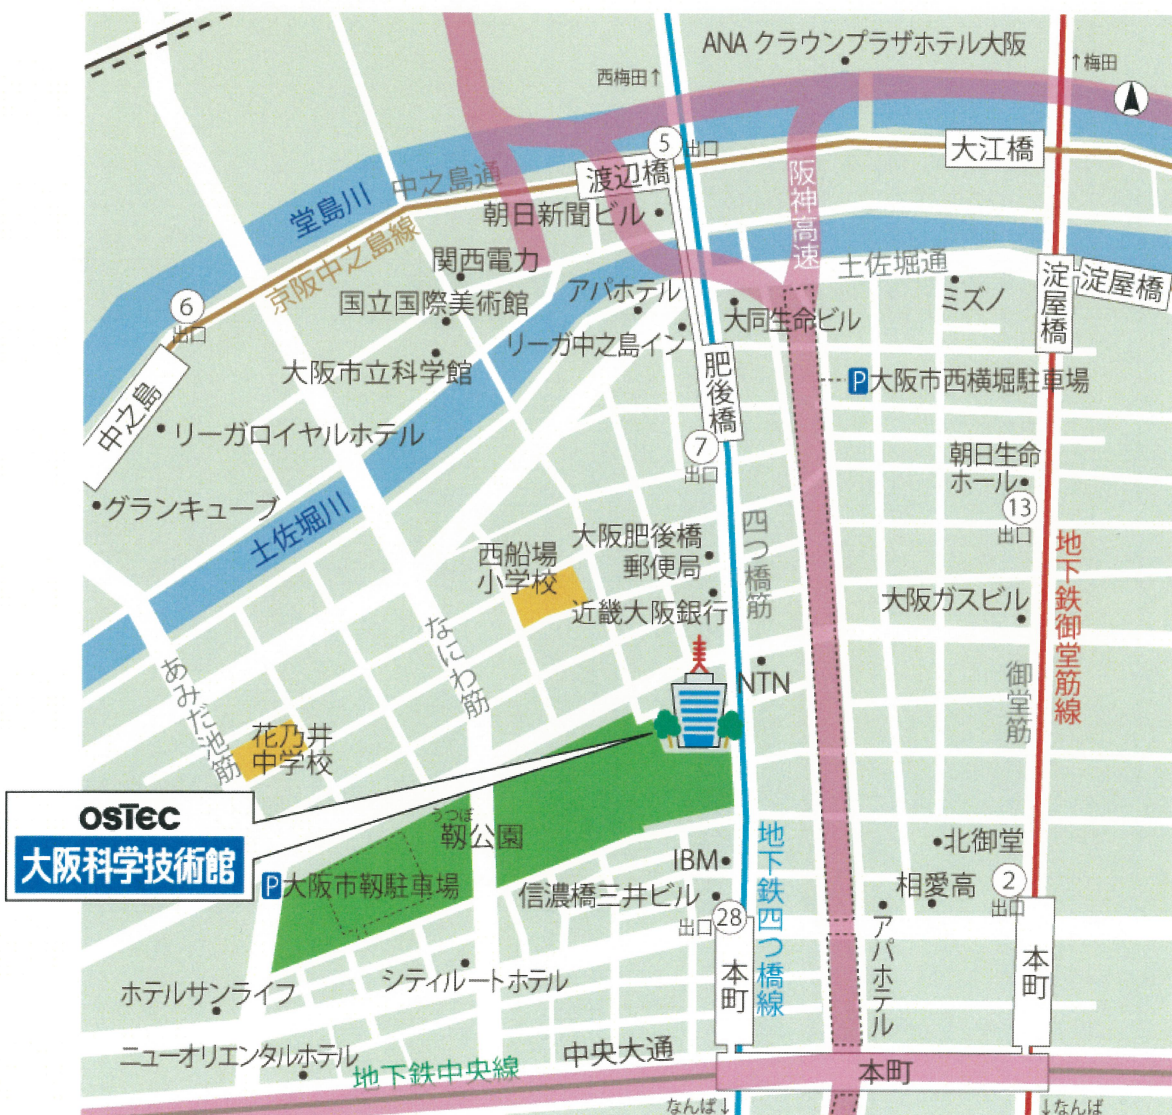 ANA クラウンプラザホテル大阪
西梅田↑
↑梅田
5
出口
大江橋
渡辺橋
中之島通
堂島川
朝日新聞ビル
阪神高速
京阪中之島線
関西電力
土佐堀通
淀屋橋
淀屋橋
アパホテル
ミズノ
6
出口
国立国際美術館
大同生命ビル
リーガ中之島イン
大阪市立科学館
肥後橋
P大阪市西横堀駐車場
中之島
リーガロイヤルホテル
7
出口
朝日生命
ホール
13
出口
グランキューブ
土佐堀川
四つ橋筋
大阪肥後橋
郵便局
西船場
小学校
地下鉄御堂筋線
近畿大阪銀行
大阪ガスビル
なにわ筋
あみだ池筋
NTN
御堂筋
花乃井
中学校
OSTEC
大阪科学技術館
うつぼ
靱公園
地下鉄四つ橋線
北御堂
IBM
P大阪市靱駐車場
信濃橋三井ビル
相愛高
2
出口
出口
28
アパホテル
本町
本町
シティルートホテル
ホテルサンライフ
ニューオリエンタルホテル
地下鉄中央線
中央大通
本町
なんば↓
↓なんば